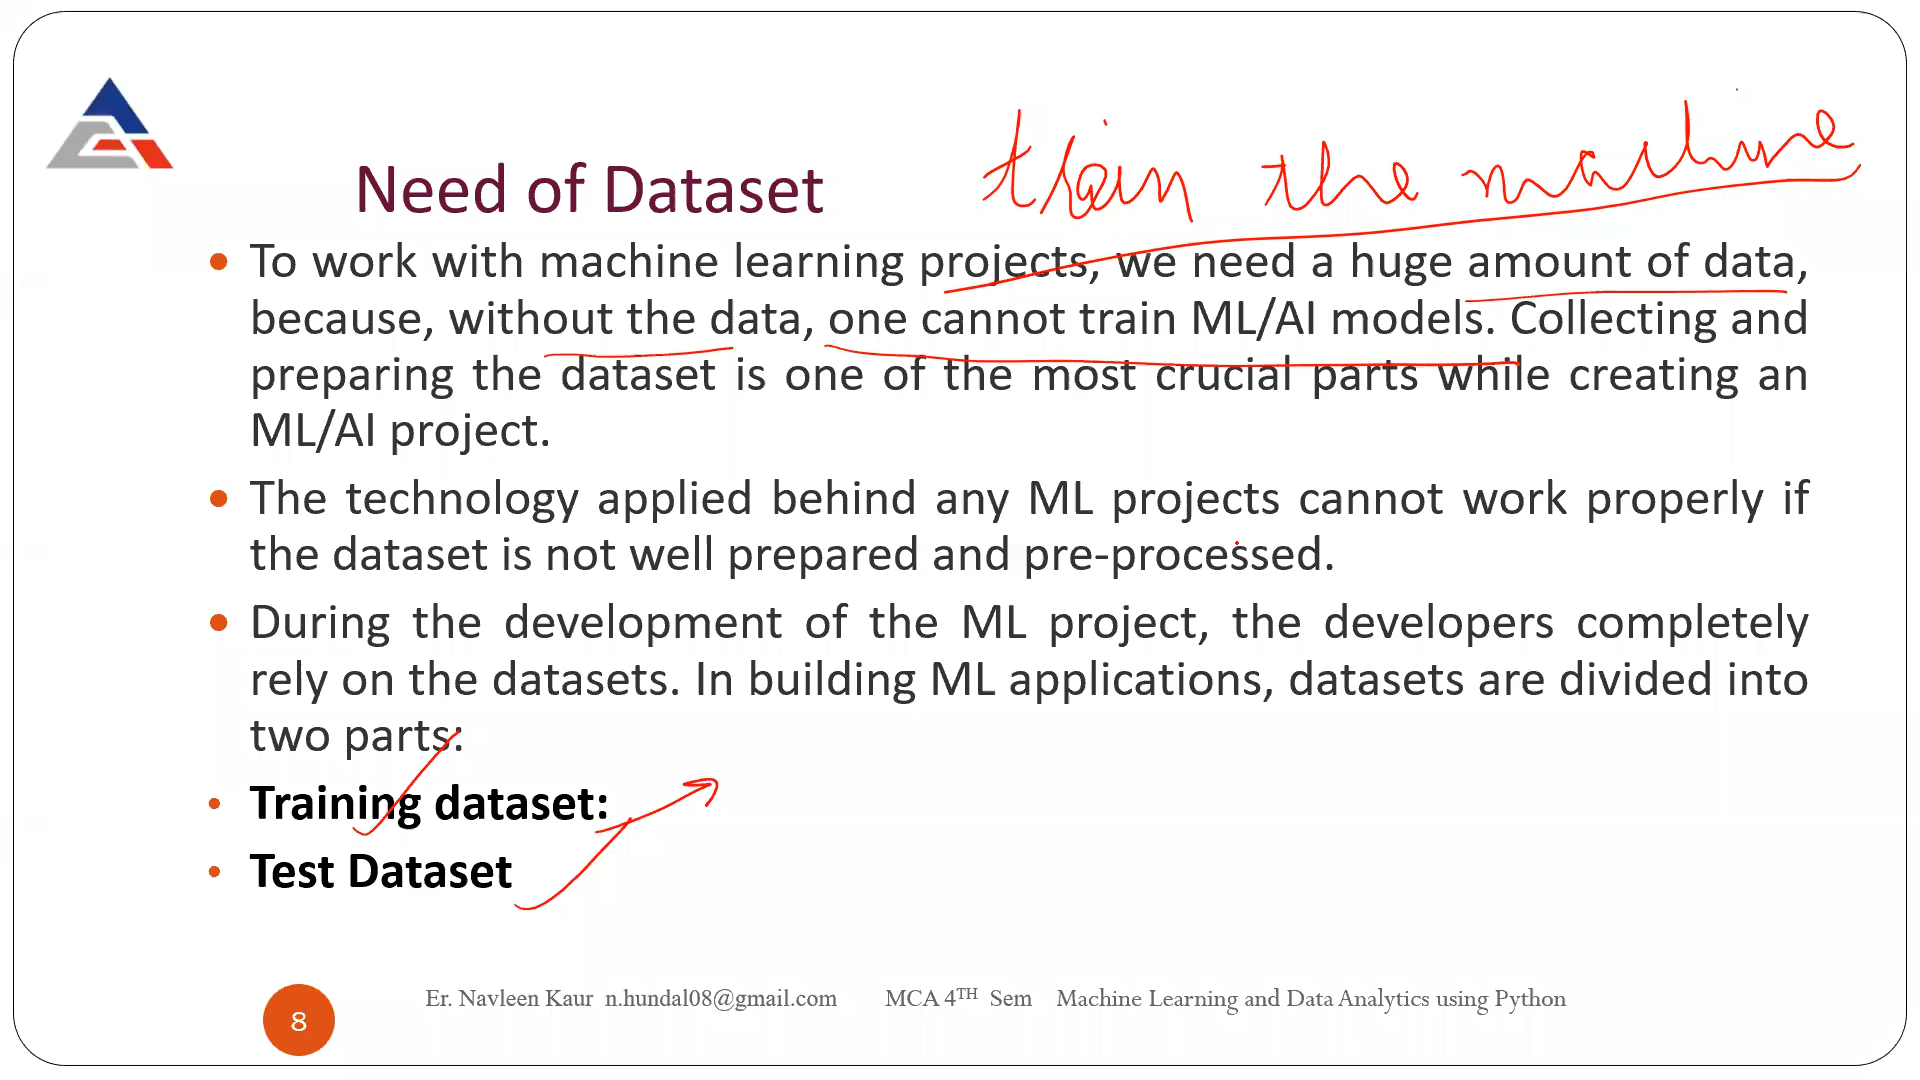 train the machine
Need of Dataset
• To work with machine learning projects, we need a huge amount of data,
because, without the data, one cannot train ML/AI models. Collecting and
preparing the dataset is one of the most crucial parts while creating an
ML/AI project.
• The technology applied behind any ML projects cannot work properly if
the dataset is not well prepared and pre-processed.
• During the development of the ML project, the developers completely
rely on the datasets. In building ML applications, datasets are divided into
two parts:
• Training dataset:
• Test Dataset
8
Er. Navleen Kaur n.hundal08@gmail.com MCA 4TH Sem Machine Learning and Data Analytics using Python